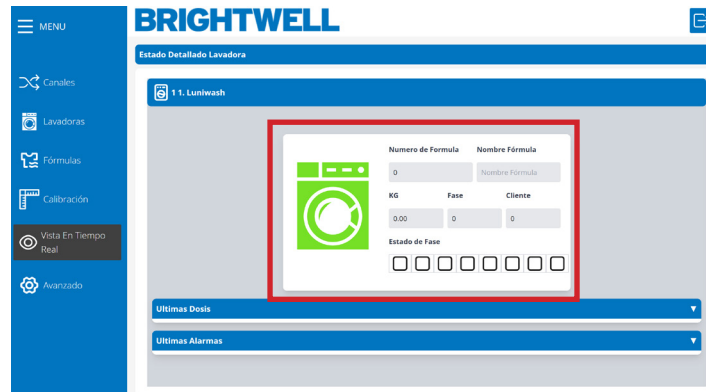 MENU
BRIGHTWELL
Estado Detallado Lavadora
Canales
1 1. Luniwash
Lavadoras
Fórmulas
Calibración
Vista En Tiempo
Real
Avanzado
Numero de Formula Nombre Fórmula
0 Nombre Fórmula
KG Fase Cliente
0.00 0 0
Estado de Fase
Ultimas Dosis
Ultimas Alarmas